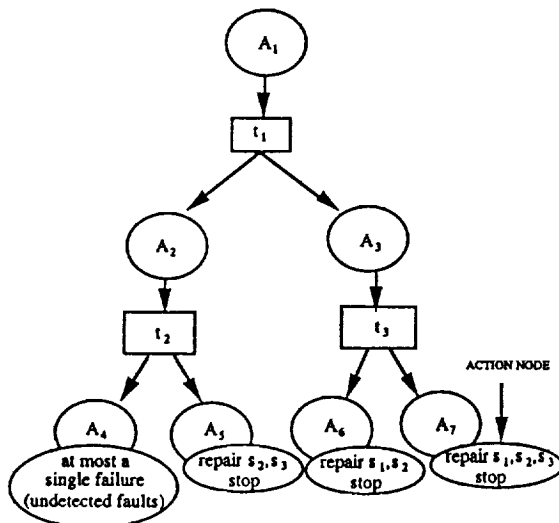 A₁
t₁
A₂
A₃
t₂
t₃
ACTION NODE
A₄
A₅
A₆
A₇
at most a
single failure
(undetected faults)
repair s₂,s₃
stop
repair s₁,s₂
stop
repair s₁,s₂,s₃
stop